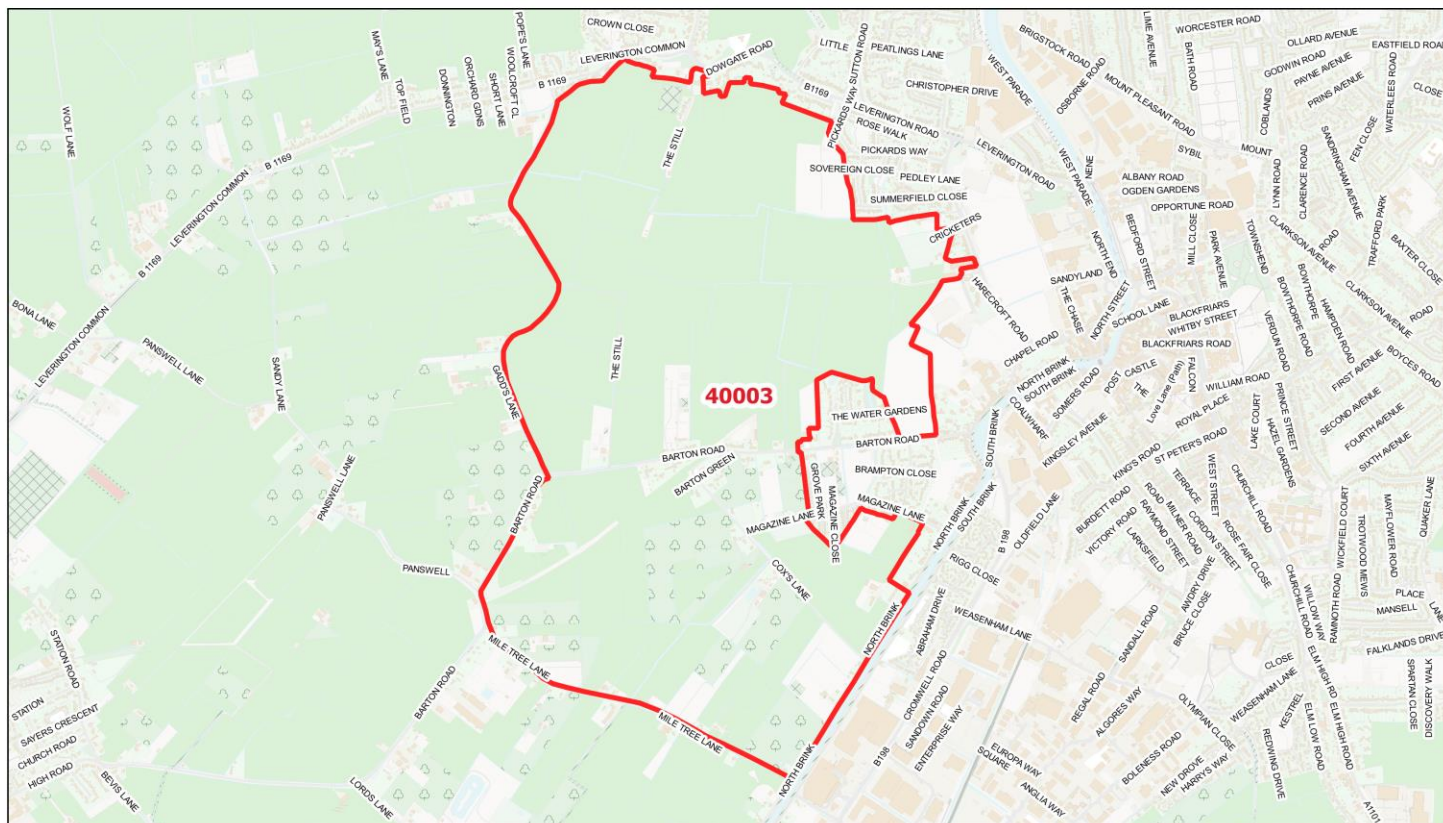 CROWN CLOSE
LEVERINGTON COMMON
DOWGATE ROAD
LITTLE
PEATLINGS LANE
POPE'S LANE
WOOLCROFT CL
SHORT LANE
ORCHARD GDNS
DONNINGTON
TOP FIELD
MAY'S LANE
B 1169
WOLF LANE
B 1169
LEVERINGTON COMMON
B 1169
LEVERINGTON COMMON
BONA LANE
PANSWELL LANE
SANDY LANE
PANSWELL LANE
PANSWELL
THE STILL
THE STILL
GADD'S LANE
BARTON ROAD
BARTON ROAD
BARTON GREEN
40003
PICKARDS WAY
SUTTON ROAD
B1169
LEVERINGTON ROAD
ROSE WALK
PICKARDS WAY
CHRISTOPHER DRIVE
LEVERINGTON ROAD
SOVEREIGN CLOSE
PEDLEY LANE
SUMMERFIELD CLOSE
CRICKETERS
HARECROFT ROAD
SANDYLAND
THE CHASE
CHAPEL ROAD
SCHOOL LANE
NORTH STREET
NORTH END
WEST PARADE
WEST PARADE
NENE
BRIGSTOCK ROAD
OSBORNE ROAD
MOUNT PLEASANT ROAD
LIME AVENUE
WORCESTER ROAD
BATH ROAD
OLLARD AVENUE
EASTFIELD ROAD
GODWIN ROAD
PAYNE AVENUE
PRINS AVENUE
COBLANDS
WATERLEES ROAD
CLOSE
FEN CLOSE
SANDRINGHAM AVENUE
SYBIL
MOUNT
ALBANY ROAD
OGDEN GARDENS
OPPORTUNE ROAD
BEDFORD STREET
MILL CLOSE
PARK AVENUE
LYNN ROAD
CLARENCE ROAD
TOWNSHEND
CLARKSON AVENUE
ROAD
TRAFFORD PARK
BAXTER CLOSE
CLARKSON AVENUE
ROAD
BOWTHORPE
BOWTHORPE ROAD
HAMPDEN ROAD
VERDUN ROAD
BLACKFRIARS
WHITBY STREET
BLACKFRIARS ROAD
FIRST AVENUE
BOYCES ROAD
SECOND AVENUE
FOURTH AVENUE
SIXTH AVENUE
NORTH BRINK
SOUTH BRINK
COALWHARF
SOMERS ROAD
POST
CASTLE
THE
Love Lane (Path)
FALCON
WILLIAM ROAD
ROYAL PLACE
LAKE COURT
PRINCE STREET
HAZEL GARDENS
KINGSLEY AVENUE
KING'S ROAD
ST PETER'S ROAD
THE WATER GARDENS
BARTON ROAD
BRAMPTON CLOSE
GROVE PARK
MAGAZINE CLOSE
MAGAZINE LANE
MAGAZINE LANE
COX'S LANE
SOUTH BRINK
SOUTH BRINK
NORTH BRINK
B 198
OLDFIELD LANE
BURDETT ROAD
VICTORY ROAD
LARKSFIELD
RAYMOND STREET
ROAD
MILNER ROAD
TERRACE
CORDON STREET
WEST STREET
ROSE FAIR CLOSE
CHURCHILL ROAD
WICKFIELD COURT
TROTWOOD MEWS
MAYFLOWER ROAD
QUAKER LANE
RIGG CLOSE
WEASENHAM LANE
ABRAHAM DRIVE
NORTH BRINK
AWDRY DRIVE
BRUCE CLOSE
SANDALL ROAD
CHURCHILL ROAD
WILLOW WAY
RAMNOTH ROAD
PLACE
MANSELL
LANE
FALKLANDS DRIVE
SPARTAN CLOSE
DISCOVERY WALK
CLOSE
WEASENHAM LANE
KESTREL
REDWING DRIVE
ELM HIGH RD
ELM HIGH ROAD
ELM LOW ROAD
A1101
OLYMPIAN CLOSE
REGAL ROAD
ALGORES WAY
BOLENESS ROAD
NEW DROVE
HARRYS WAY
EUROPA WAY
SQUARE
ANGLIA WAY
CROMWELL ROAD
SANDOWN ROAD
ENTERPRISE WAY
B198
NORTH BRINK
MILE TREE LANE
MILE TREE LANE
BARTON ROAD
LORDS LANE
STATION ROAD
STATION
SAYERS CRESCENT
CHURCH ROAD
HIGH ROAD
BEVIS LANE